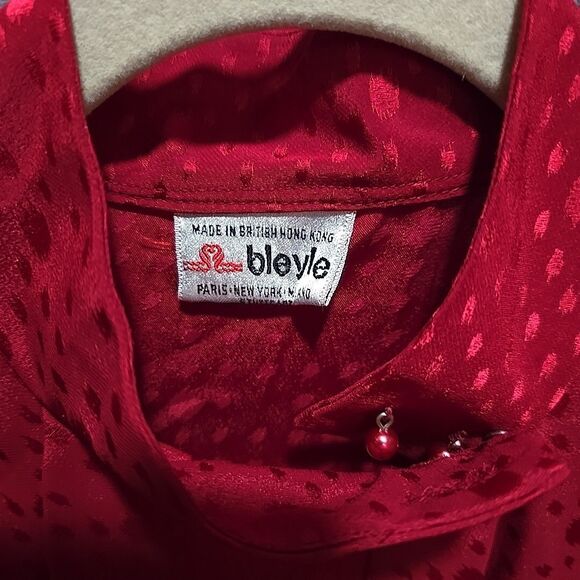 MADE IN BRITISH HONG KONG
bleyle
PARIS · NEW YORK